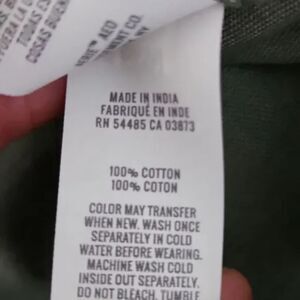 MADE IN INDIA
FABRIQUÉ EN INDE
RN 54485 CA 03873
100% COTTON
100% COTON
COLOR MAY TRANSFER
WHEN NEW. WASH ONCE
SEPARATELY IN COLD
WATER BEFORE WEARING.
MACHINE WASH COLD
INSIDE OUT SEPARATELY.
DO NOT BLEACH. TUMBLE